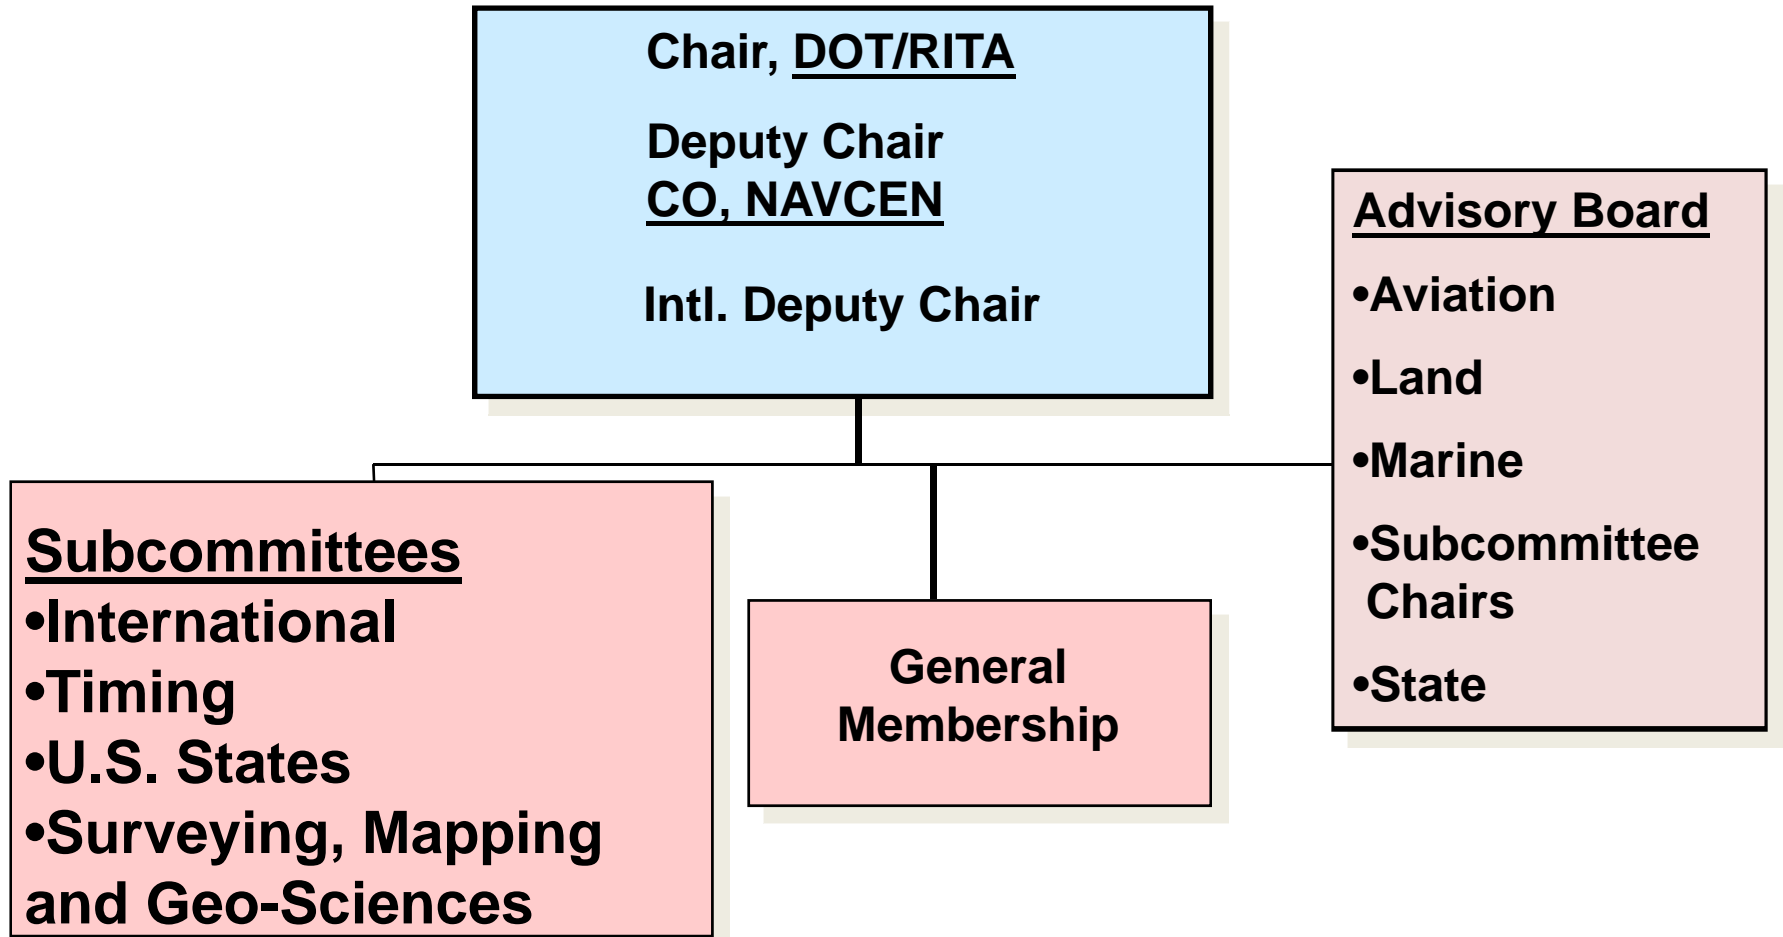 Chair, DOT/RITA
Deputy Chair
CO, NAVCEN
Intl. Deputy Chair
Advisory Board
•Aviation
•Land
•Marine
•Subcommittee
Chairs
•State
Subcommittees
•International
•Timing
•U.S. States
•Surveying, Mapping
and Geo-Sciences
General
Membership